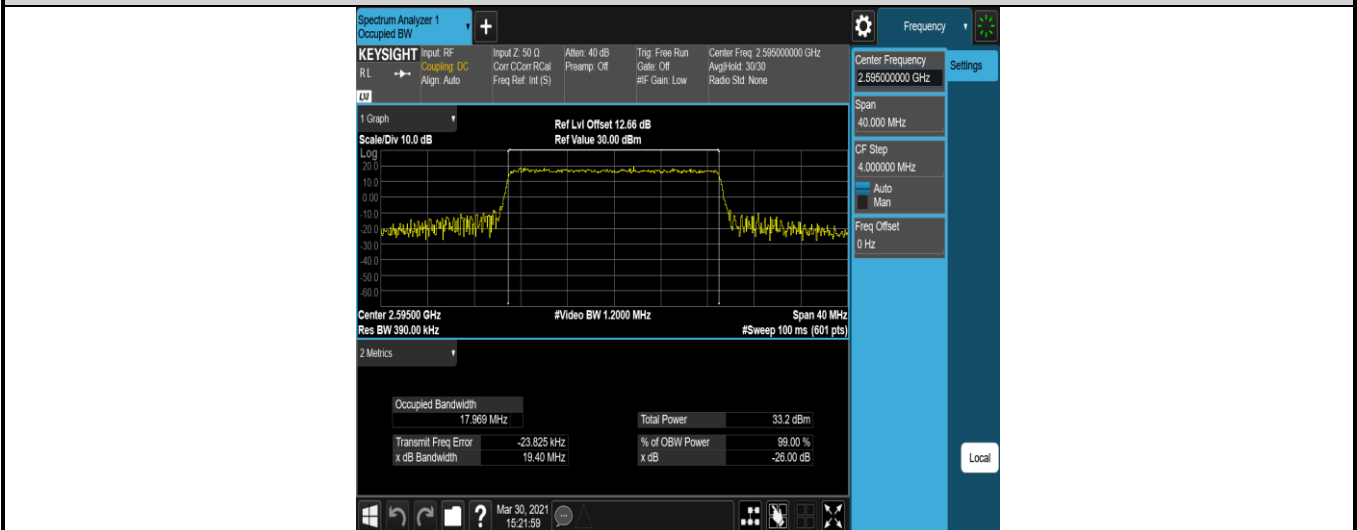 Spectrum Analyzer 1
Occupied BW
+
Frequency
KEYSIGHT
Input: RF
Input Z: 50 Ω
Atten: 40 dB
Trig: Free Run
Center Freq: 2.595000000 GHz
RL
Coupling: DC
Corr CCorr RCal
Preamp: Off
Gate: Off
Avg|Hold: 30/30
Align: Auto
Freq Ref: Int (S)
#IF Gain: Low
Radio Std: None
LXI
Center Frequency
2.595000000 GHz
Settings
Span
40.000 MHz
CF Step
4.000000 MHz
Auto
Man
Freq Offset
0 Hz
1 Graph
Ref Lvl Offset 12.66 dB
Scale/Div 10.0 dB
Ref Value 30.00 dBm
Log
20.0
10.0
0.00
-10.0
-20.0
-30.0
-40.0
-50.0
-60.0
Center 2.59500 GHz
#Video BW 1.2000 MHz
Span 40 MHz
Res BW 390.00 kHz
#Sweep 100 ms (601 pts)
2 Metrics
Occupied Bandwidth
17.969 MHz
Total Power
33.2 dBm
Transmit Freq Error
-23.825 kHz
% of OBW Power
99.00 %
x dB Bandwidth
19.40 MHz
x dB
-26.00 dB
Local
?
Mar 30, 2021
15:21:59